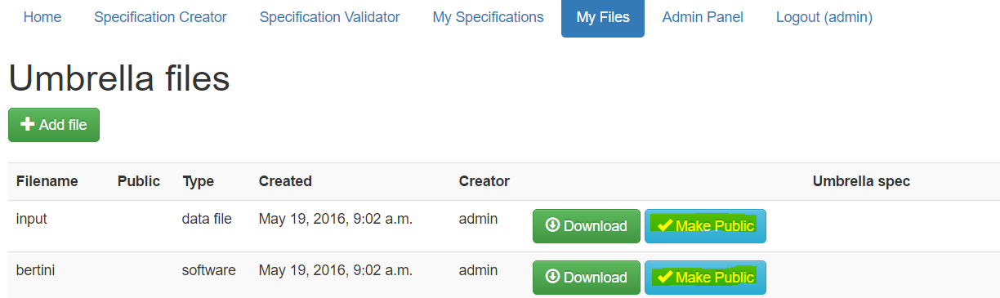 Home Specification Creator Specification Validator My Specifications My Files Admin Panel Logout (admin)
Umbrella files
Add file
Filename Public Type Created Creator Umbrella spec
input data file May 19, 2016, 9:02 a.m. admin Download Make Public
bertini software May 19, 2016, 9:02 a.m. admin Download Make Public